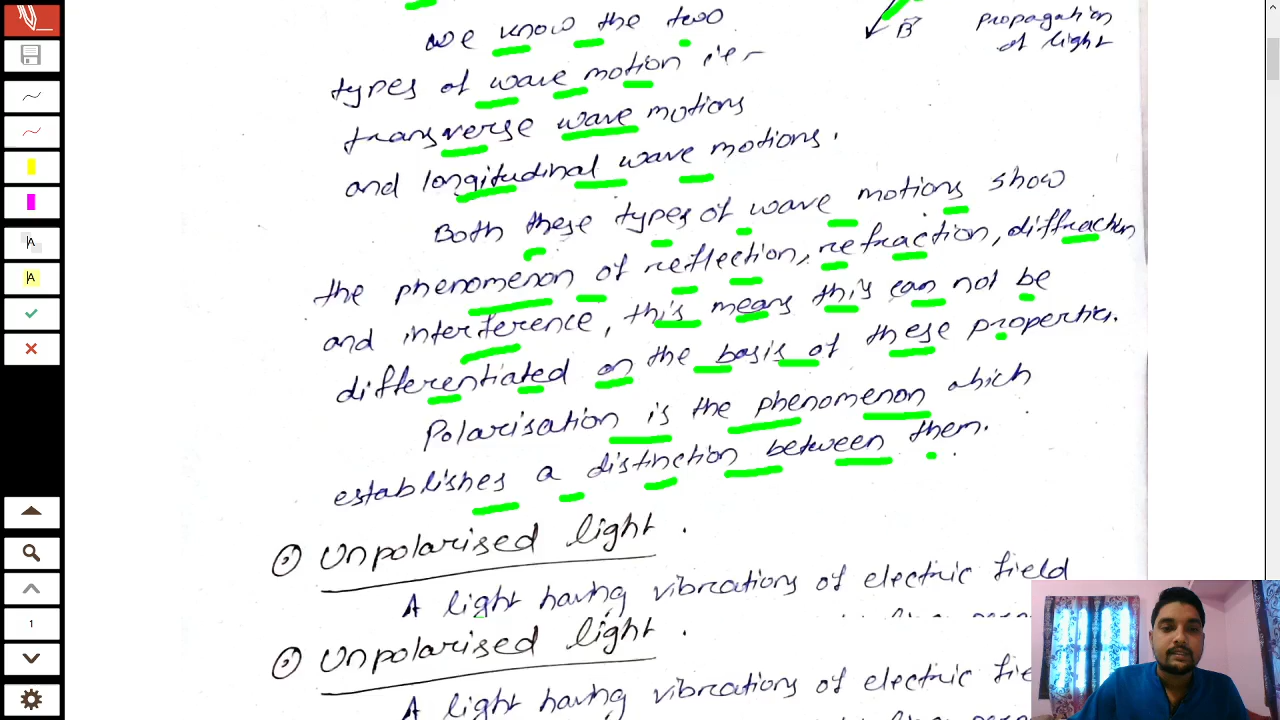 we know the two
types of wave motion i.e.
transverse wave motions
and longitudinal wave motions.
B
propagation
of light
Both these types of wave motions show
the phenomenon of reflection, refraction, diffraction
and interference, this means this can not be
differentiated on the basis of these properties.
Polarisation is the phenomenon which
establishes a distinction between them.
Unpolarised light.
A light having vibrations of electric field
Unpolarised light.
A light having vibrations of electric
A
A
1